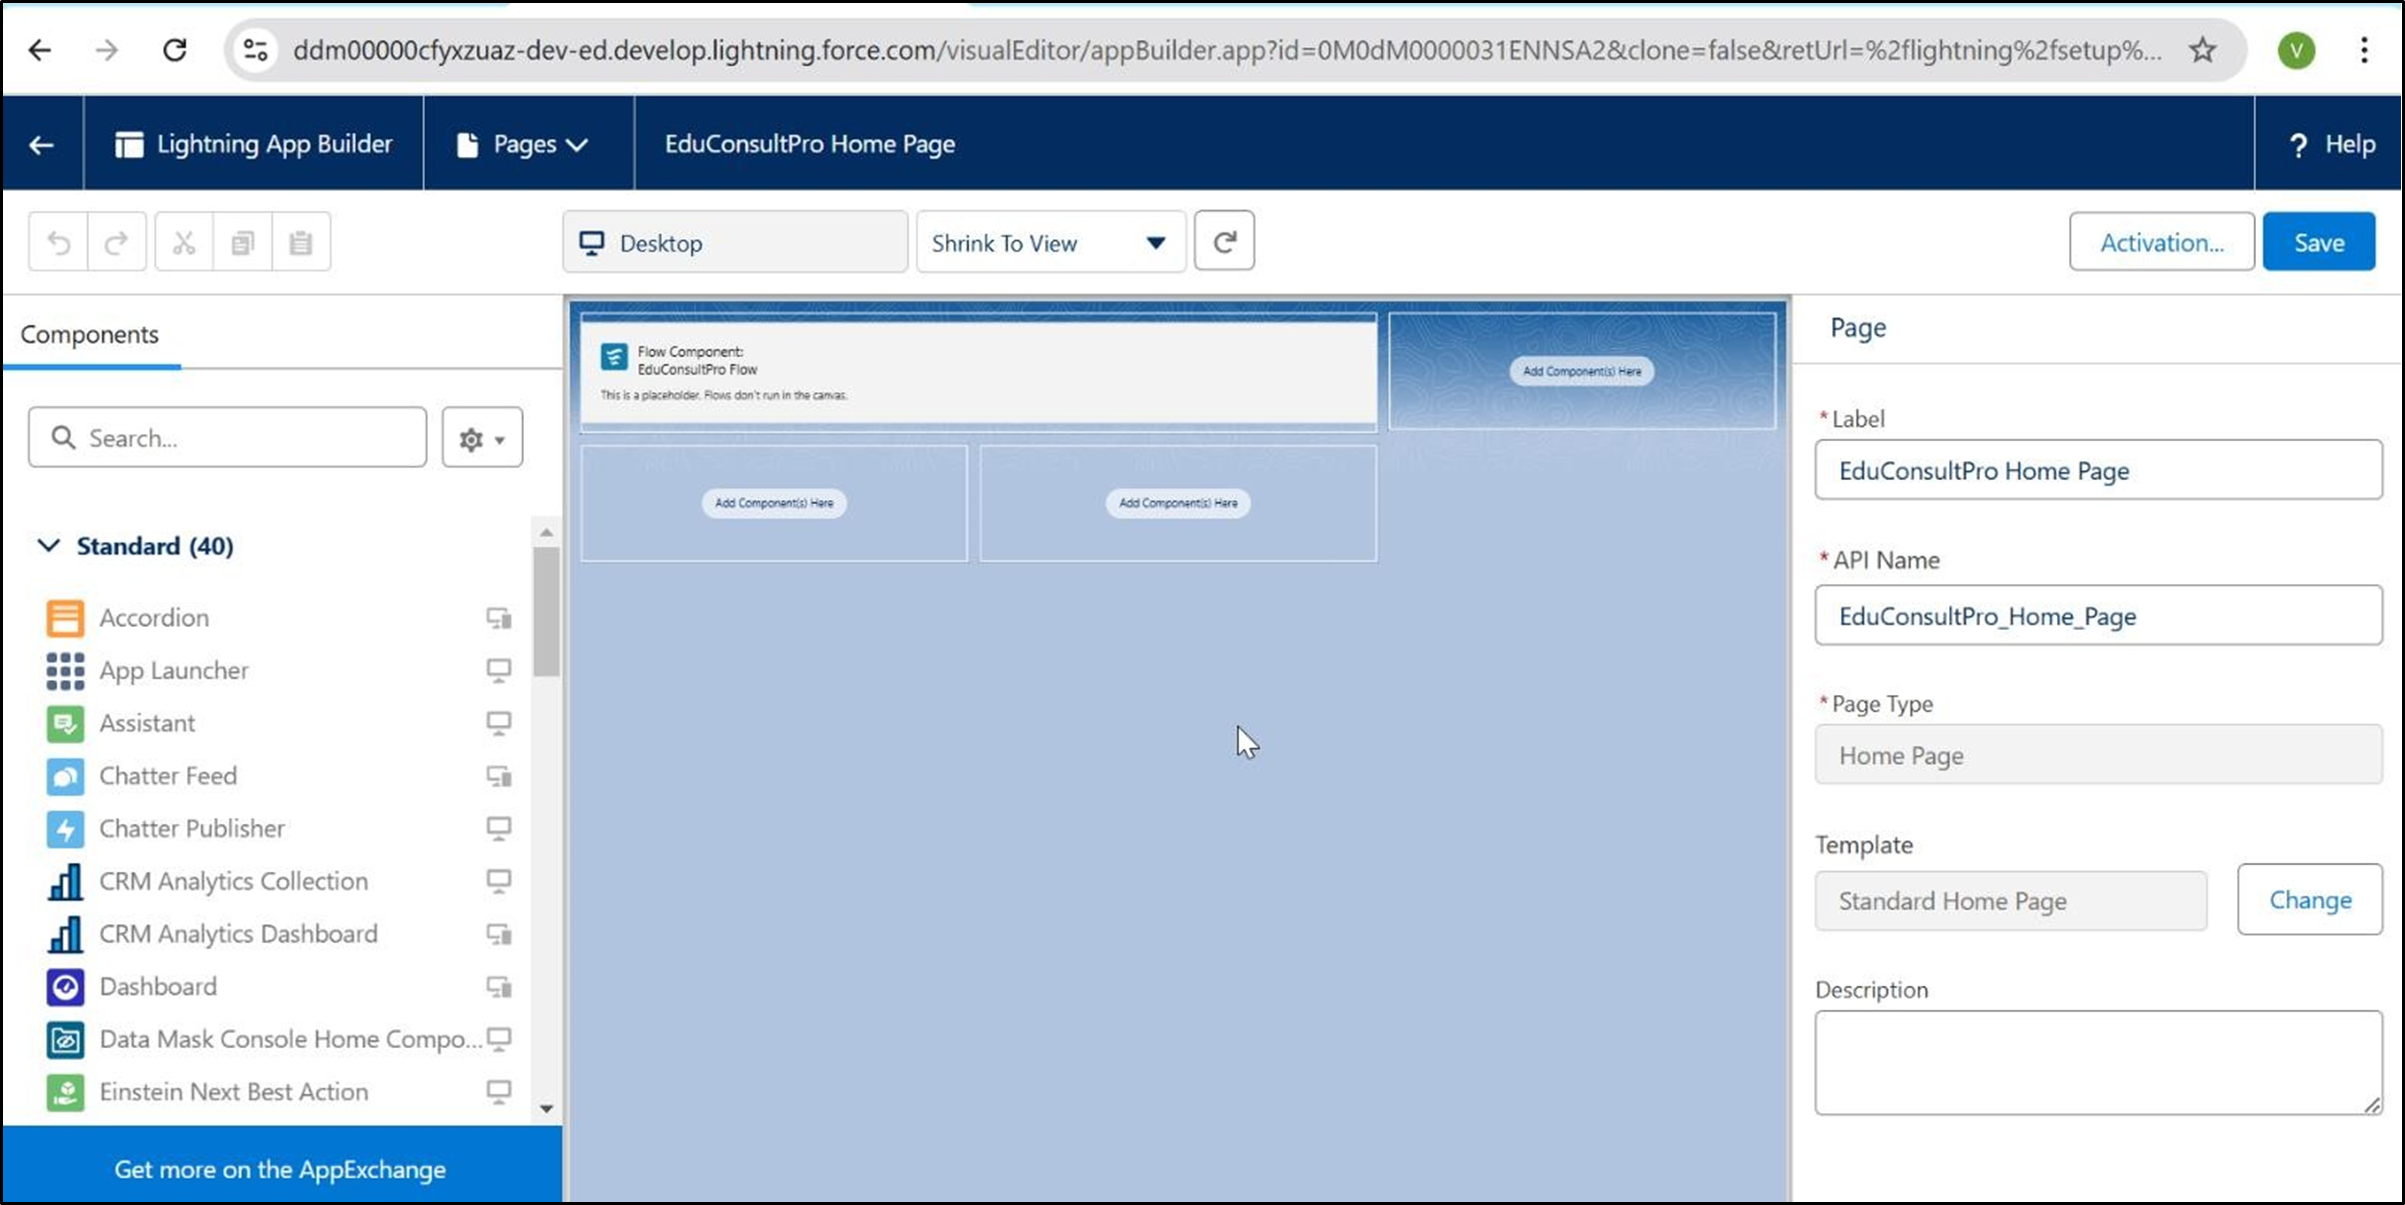 ddm00000cfyxzuaz-dev-ed.develop.lightning.force.com/visualEditor/appBuilder.app?id=0M0dM0000031ENNSA2&clone=false&retUrl=%2flightning%2fsetup%...
V
Lightning App Builder
Pages
EduConsultPro Home Page
? Help
Desktop
Shrink To View
Activation...
Save
Components
Search...
Standard (40)
Accordion
App Launcher
Assistant
Chatter Feed
Chatter Publisher
CRM Analytics Collection
CRM Analytics Dashboard
Dashboard
Data Mask Console Home Compo...
Einstein Next Best Action
Get more on the AppExchange
Flow Component:
EduConsultPro Flow
This is a placeholder. Flows don't run in the canvas.
Add Component(s) Here
Add Component(s) Here
Add Component(s) Here
Page
*Label
EduConsultPro Home Page
*API Name
EduConsultPro_Home_Page
*Page Type
Home Page
Template
Standard Home Page
Change
Description